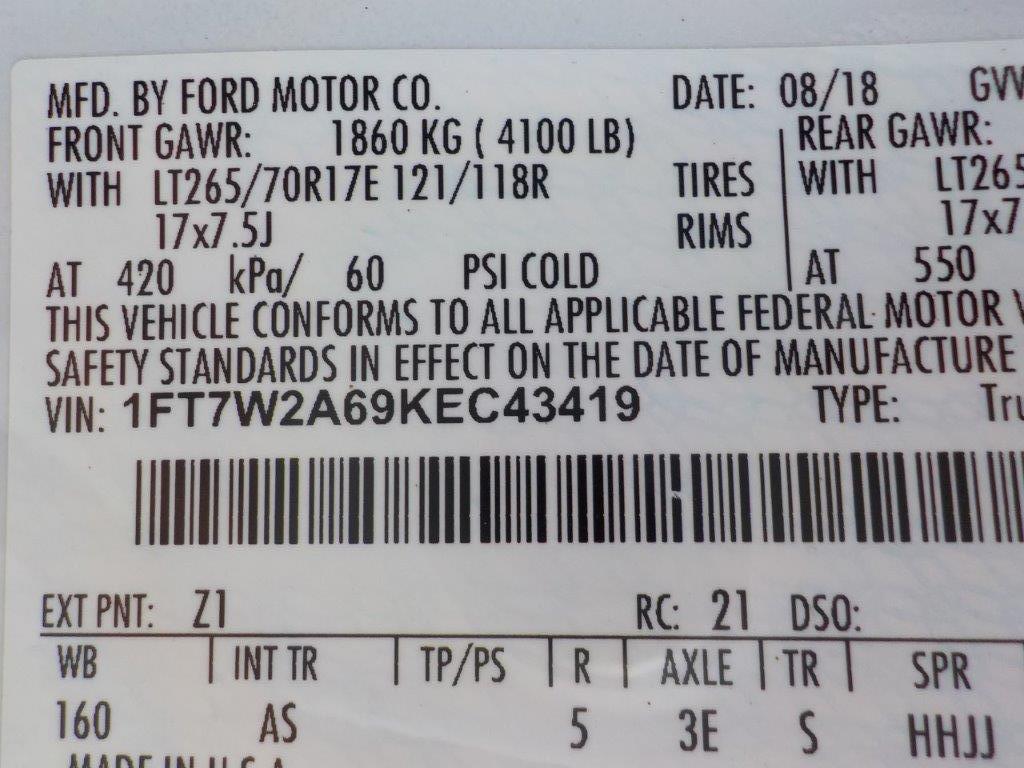 MFD. BY FORD MOTOR CO. DATE: 08/18
FRONT GAWR: 1860 KG ( 4100 LB) REAR GAWR:
WITH LT265/70R17E 121/118R TIRES WITH
17x7.5J RIMS
AT 420 kPa/ 60 PSI COLD AT 550
THIS VEHICLE CONFORMS TO ALL APPLICABLE FEDERAL MOTOR
SAFETY STANDARDS IN EFFECT ON THE DATE OF MANUFACTURE
VIN: 1FT7W2A69KEC43419 TYPE:
EXT PNT: Z1 RC: 21 DSO:
WB INT TR TP/PS R AXLE TR SPR
160 AS 5 3E S HHJJ
MADE IN U.S.A.